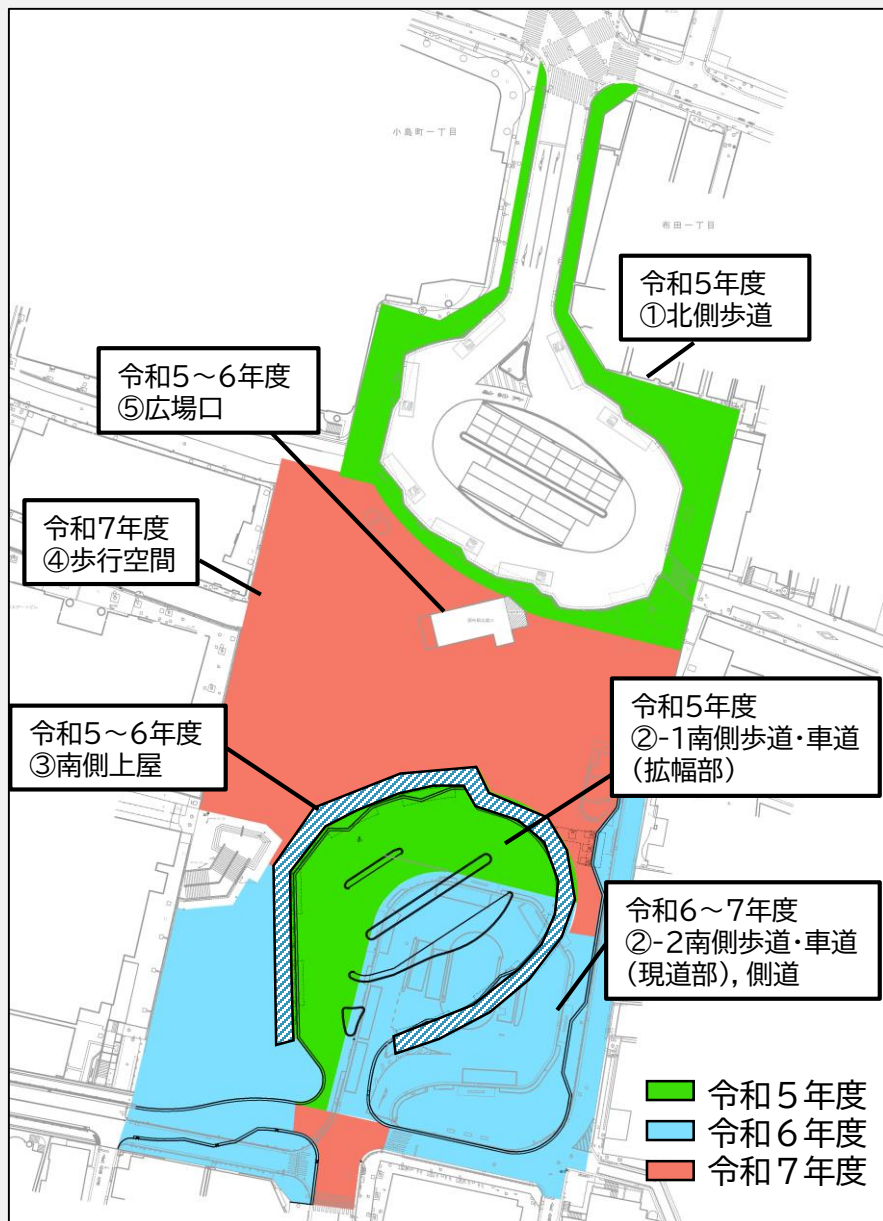 小島町一丁目
布田一丁目
令和5年度
①北側歩道
令和5～6年度
⑤広場口
令和7年度
④歩行空間
令和5～6年度
③南側上屋
令和5年度
②-1南側歩道・車道
（拡幅部）
令和6～7年度
②-2南側歩道・車道
（現道部），側道
令和５年度
令和６年度
令和７年度